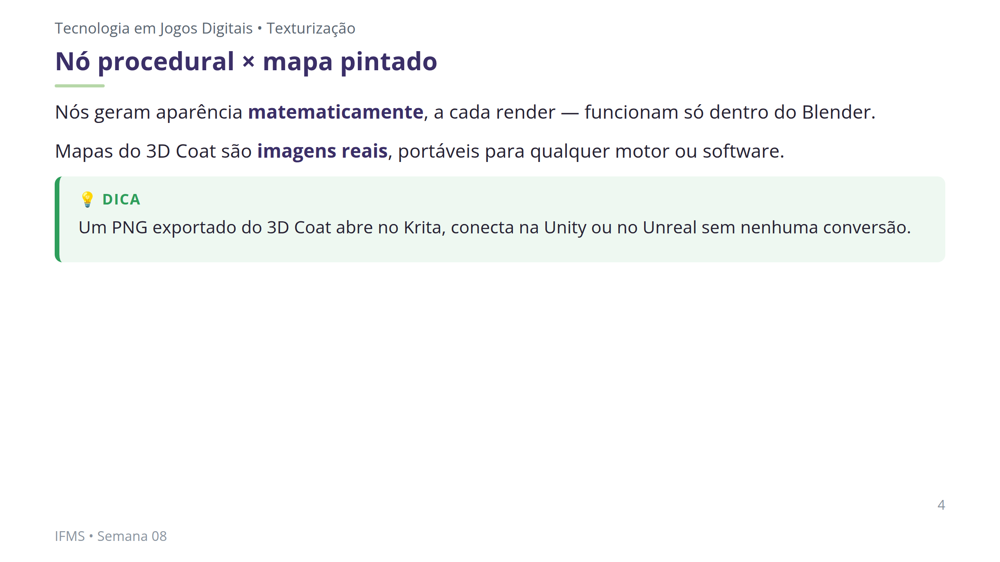 Tecnologia em Jogos Digitais • Texturização
Nó procedural × mapa pintado
Nós geram aparência matematicamente, a cada render — funcionam só dentro do Blender.
Mapas do 3D Coat são imagens reais, portáveis para qualquer motor ou software.
💡 DICA
Um PNG exportado do 3D Coat abre no Krita, conecta na Unity ou no Unreal sem nenhuma conversão.
4
IFMS • Semana 08